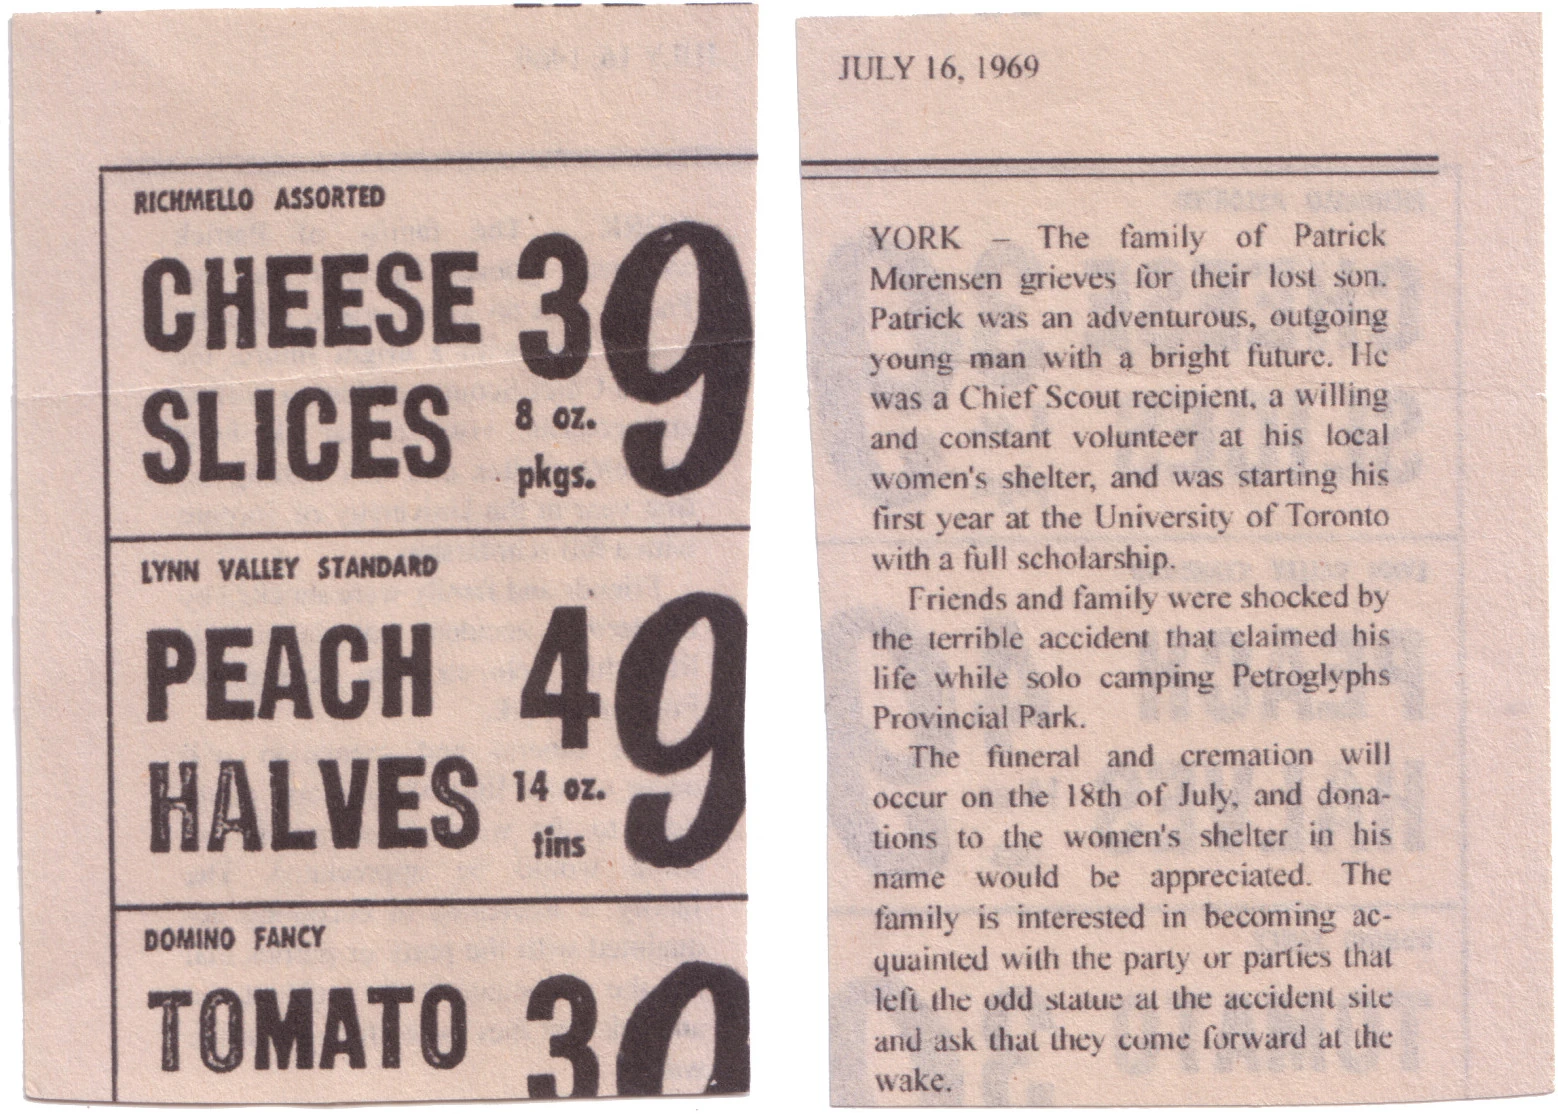 RICHMELLO ASSORTED
CHEESE 39
SLICES 8 oz.
pkgs.
LYNN VALLEY STANDARD
PEACH 49
HALVES 14 oz.
tins
DOMINO FANCY
TOMATO 39
JULY 16, 1969
YORK – The family of Patrick
Morensen grieves for their lost son.
Patrick was an adventurous, outgoing
young man with a bright future. He
was a Chief Scout recipient, a willing
and constant volunteer at his local
women's shelter, and was starting his
first year at the University of Toronto
with a full scholarship.
Friends and family were shocked by
the terrible accident that claimed his
life while solo camping Petroglyphs
Provincial Park.
The funeral and cremation will
occur on the 18th of July, and dona-
tions to the women's shelter in his
name would be appreciated. The
family is interested in becoming ac-
quainted with the party or parties that
left the odd statue at the accident site
and ask that they come forward at the
wake.